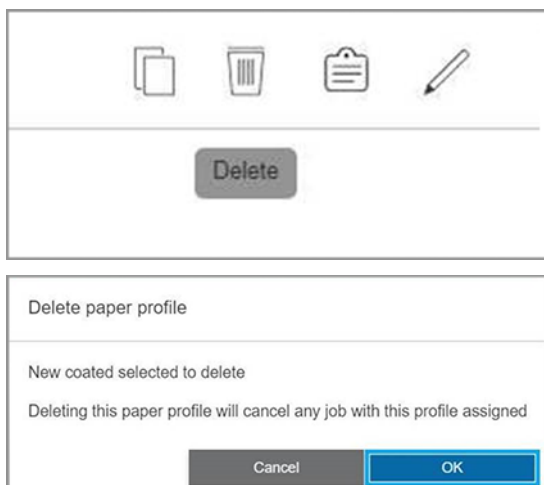 Delete
Delete paper profile
New coated selected to delete
Deleting this paper profile will cancel any job with this profile assigned
Cancel
OK